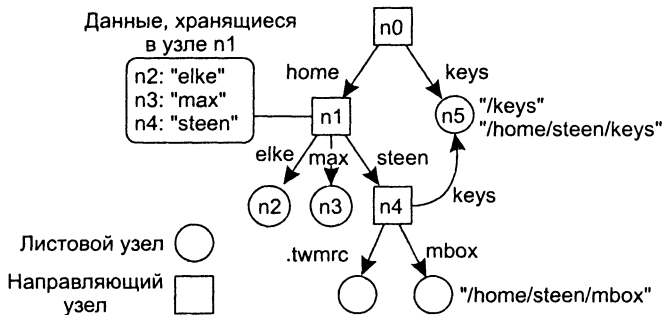 Данные, хранящиеся
в узле n1
n2: "elke"
n3: "max"
n4: "steen"
n0
home
keys
n1
n5
"/keys"
"/home/steen/keys"
elke
max
steen
keys
n2
n3
n4
.twmrc
mbox
"/home/steen/mbox"
Листовой узел
Направляющий
узел